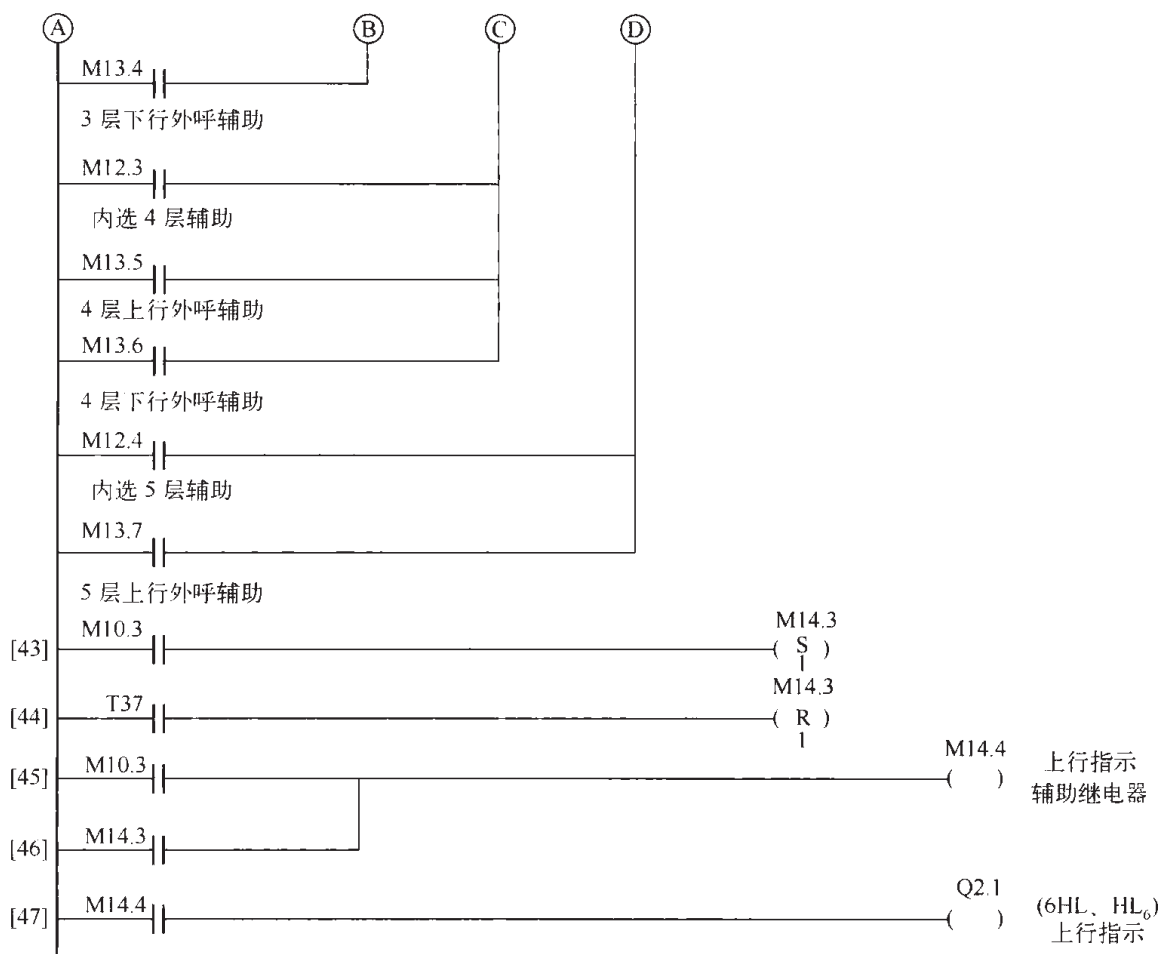 A B C D
M13.4
3 层下行外呼辅助
M12.3
内选 4 层辅助
M13.5
4 层上行外呼辅助
M13.6
4 层下行外呼辅助
M12.4
内选 5 层辅助
M13.7
5 层上行外呼辅助
[43] M10.3 M14.3
( S )
1
[44] T37 M14.3
( R )
1
[45] M10.3 M14.4
( ) 上行指示
辅助继电器
[46] M14.3
[47] M14.4 Q2.1
( ) (6HL、HL₆)
上行指示